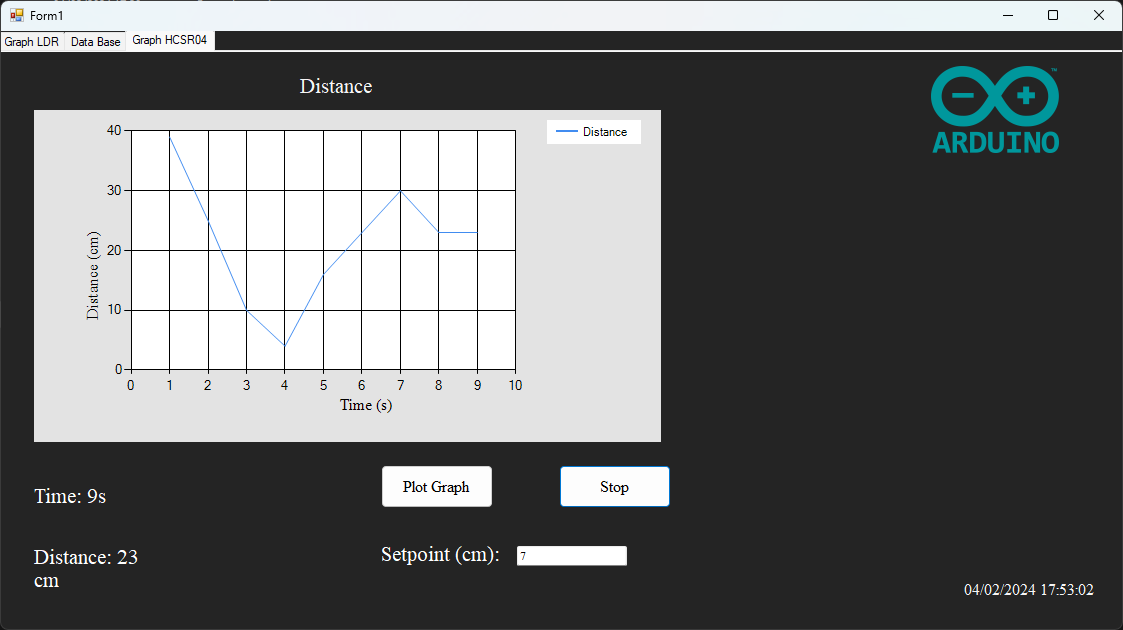 Form1
Graph LDR Data Base Graph HCSR04
Distance
™
ARDUINO
Distance
40
30
20
10
0
Distance (cm)
0 1 2 3 4 5 6 7 8 9 10
Time (s)
Plot Graph Stop
Time: 9s
Distance: 23
cm
Setpoint (cm): 7
04/02/2024 17:53:02